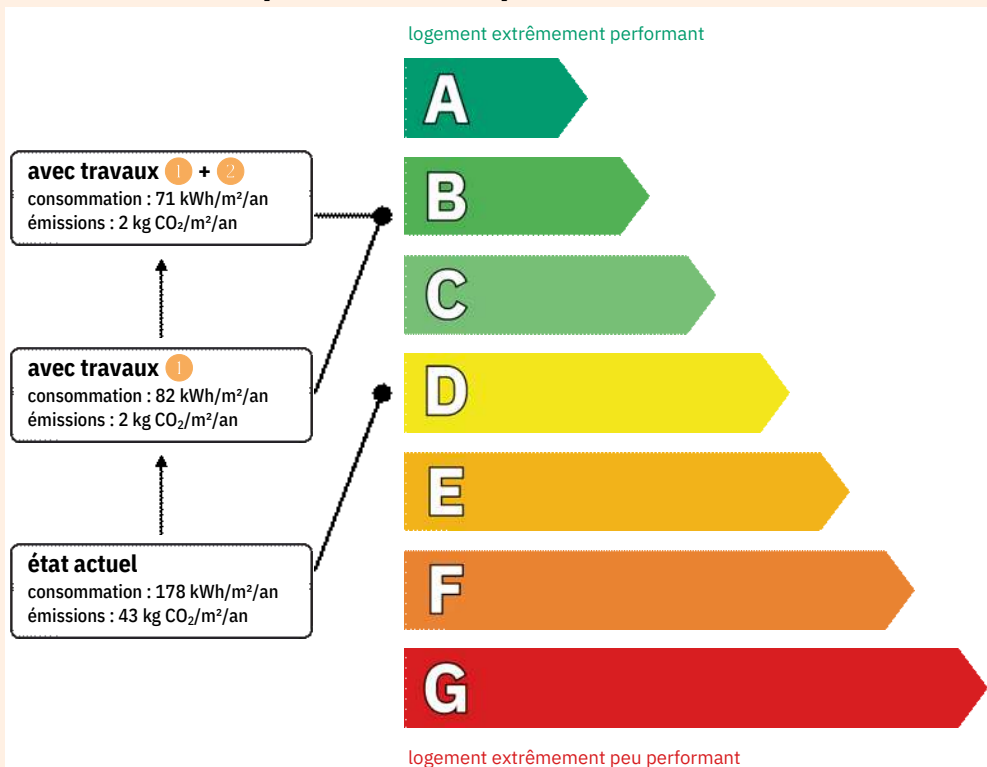 logement extrêmement performant
A
B
C
D
E
F
G
logement extrêmement peu performant
avec travaux 1 + 2
consommation : 71 kWh/m²/an
émissions : 2 kg CO₂/m²/an
avec travaux 1
consommation : 82 kWh/m²/an
émissions : 2 kg CO₂/m²/an
état actuel
consommation : 178 kWh/m²/an
émissions : 43 kg CO₂/m²/an